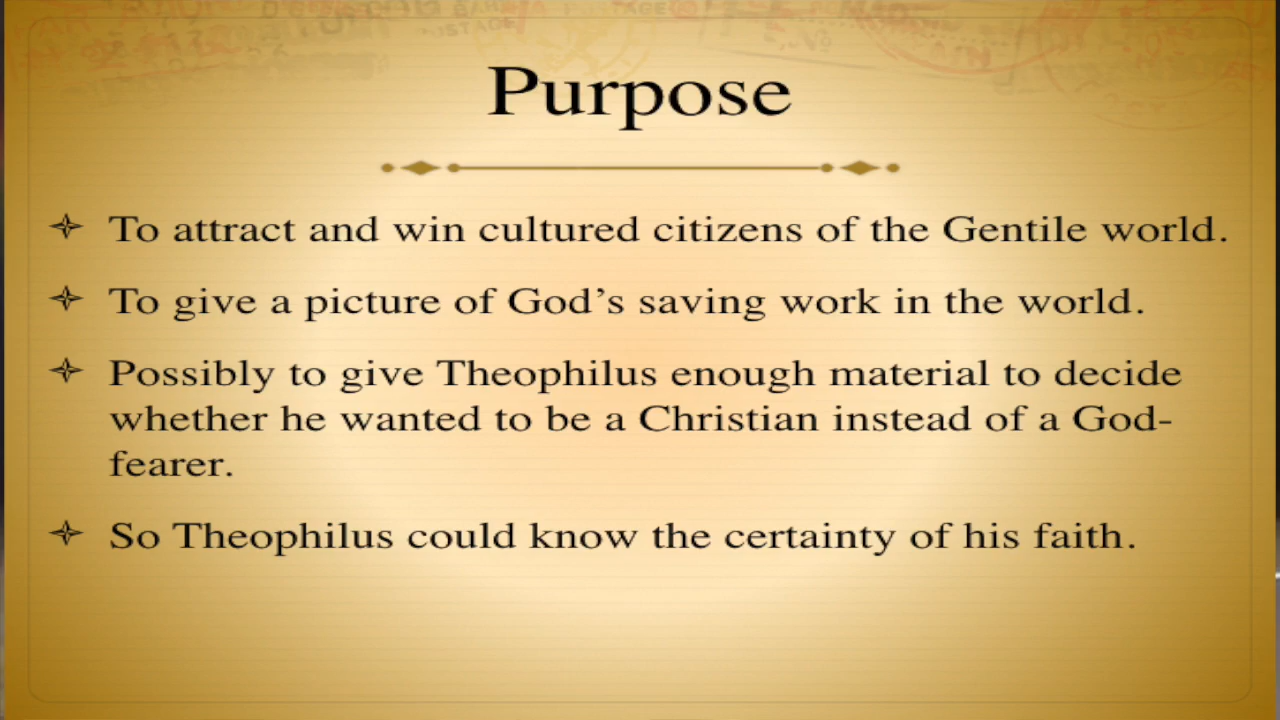 Purpose
To attract and win cultured citizens of the Gentile world.
To give a picture of God’s saving work in the world.
Possibly to give Theophilus enough material to decide
whether he wanted to be a Christian instead of a God-
fearer.
So Theophilus could know the certainty of his faith.